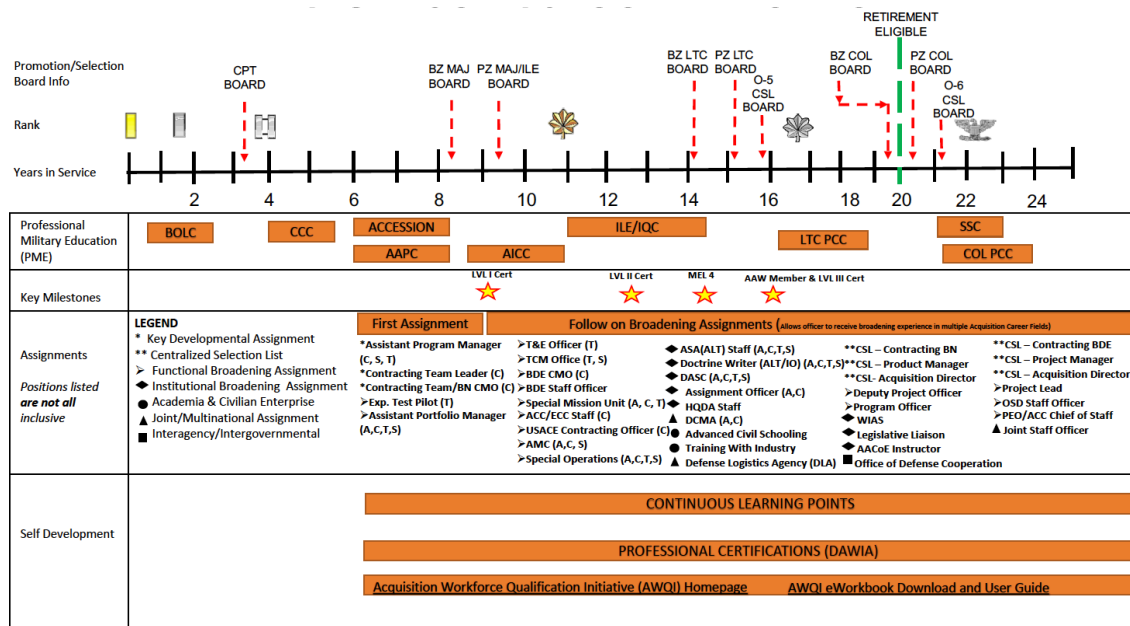 RETIREMENT
ELIGIBLE
Promotion/Selection
Board Info
CPT
BOARD
BZ MAJ
BOARD
PZ MAJ/ILE
BOARD
BZ LTC
BOARD
PZ LTC
BOARD
O-5
CSL
BOARD
BZ COL
BOARD
PZ COL
BOARD
O-6
CSL
BOARD
Rank
Years in Service
2 4 6 8 10 12 14 16 18 20 22 24
Professional
Military Education
(PME)
BOLC
CCC
ACCESSION
AAPC
AICC
ILE/IQC
LTC PCC
SSC
COL PCC
Key Milestones
LVL I Cert
LVL II Cert
MEL 4
AAW Member & LVL III Cert
Assignments
Positions listed
are not all
inclusive
LEGEND
* Key Developmental Assignment
** Centralized Selection List
➢ Functional Broadening Assignment
◆ Institutional Broadening Assignment
● Academia & Civilian Enterprise
▲ Joint/Multinational Assignment
■ Interagency/Intergovernmental
First Assignment
Follow on Broadening Assignments (Allows officer to receive broadening experience in multiple Acquisition Career Fields)
*Assistant Program Manager
(C, S, T)
*Contracting Team Leader (C)
*Contracting Team/BN CMO (C)
➢Exp. Test Pilot (T)
➢Assistant Portfolio Manager
(A,C,T,S)
➢T&E Officer (T)
➢TCM Office (T, S)
➢BDE CMO (C)
➢BDE Staff Officer
➢Special Mission Unit (A, C, T)
➢ACC/ECC Staff (C)
➢USACE Contracting Officer (C)
➢AMC (A,C, S)
➢Special Operations (A,C,T,S)
◆ ASA(ALT) Staff (A,C,T,S)
◆ Doctrine Writer (ALT/IO) (A,C,T,S)
◆ DASC (A,C,T,S)
◆ Assignment Officer (A,C)
◆ HQDA Staff
▲ DCMA (A,C)
● Advanced Civil Schooling
● Training With Industry
▲ Defense Logistics Agency (DLA)
**CSL – Contracting BN
**CSL – Product Manager
**CSL- Acquisition Director
➢Deputy Project Officer
➢Program Officer
◆ WIAS
◆ Legislative Liaison
◆ AACoE Instructor
■ Office of Defense Cooperation
**CSL – Contracting BDE
**CSL – Project Manager
**CSL – Acquisition Director
➢Project Lead
➢OSD Staff Officer
➢PEO/ACC Chief of Staff
▲ Joint Staff Officer
Self Development
CONTINUOUS LEARNING POINTS
PROFESSIONAL CERTIFICATIONS (DAWIA)
Acquisition Workforce Qualification Initiative (AWQI) Homepage
AWQI eWorkbook Download and User Guide